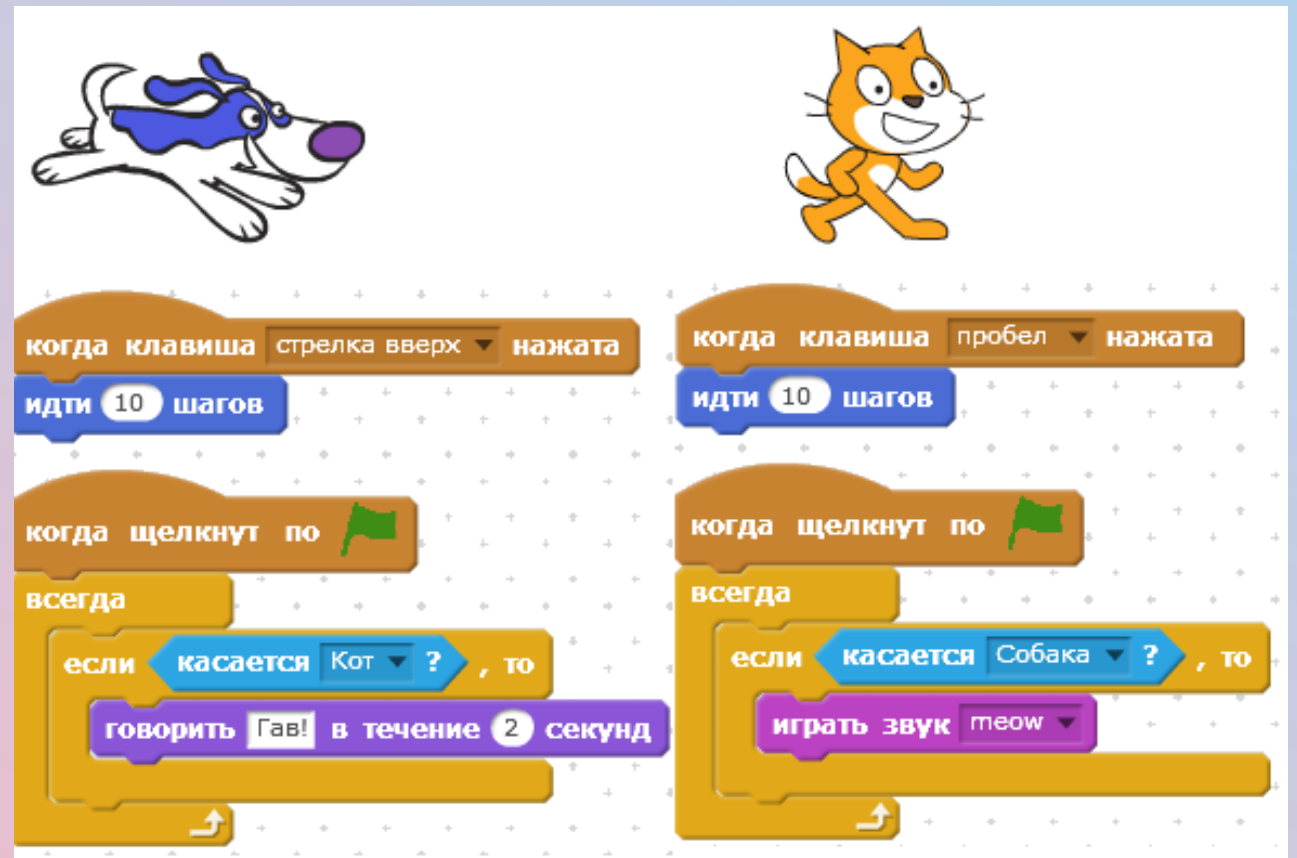 когда клавиша стрелка вверх нажата
идти 10 шагов
когда щелкнут по
всегда
если касается Кот ? , то
говорить Гав! в течение 2 секунд
когда клавиша пробел нажата
идти 10 шагов
когда щелкнут по
всегда
если касается Собака ? , то
играть звук meow